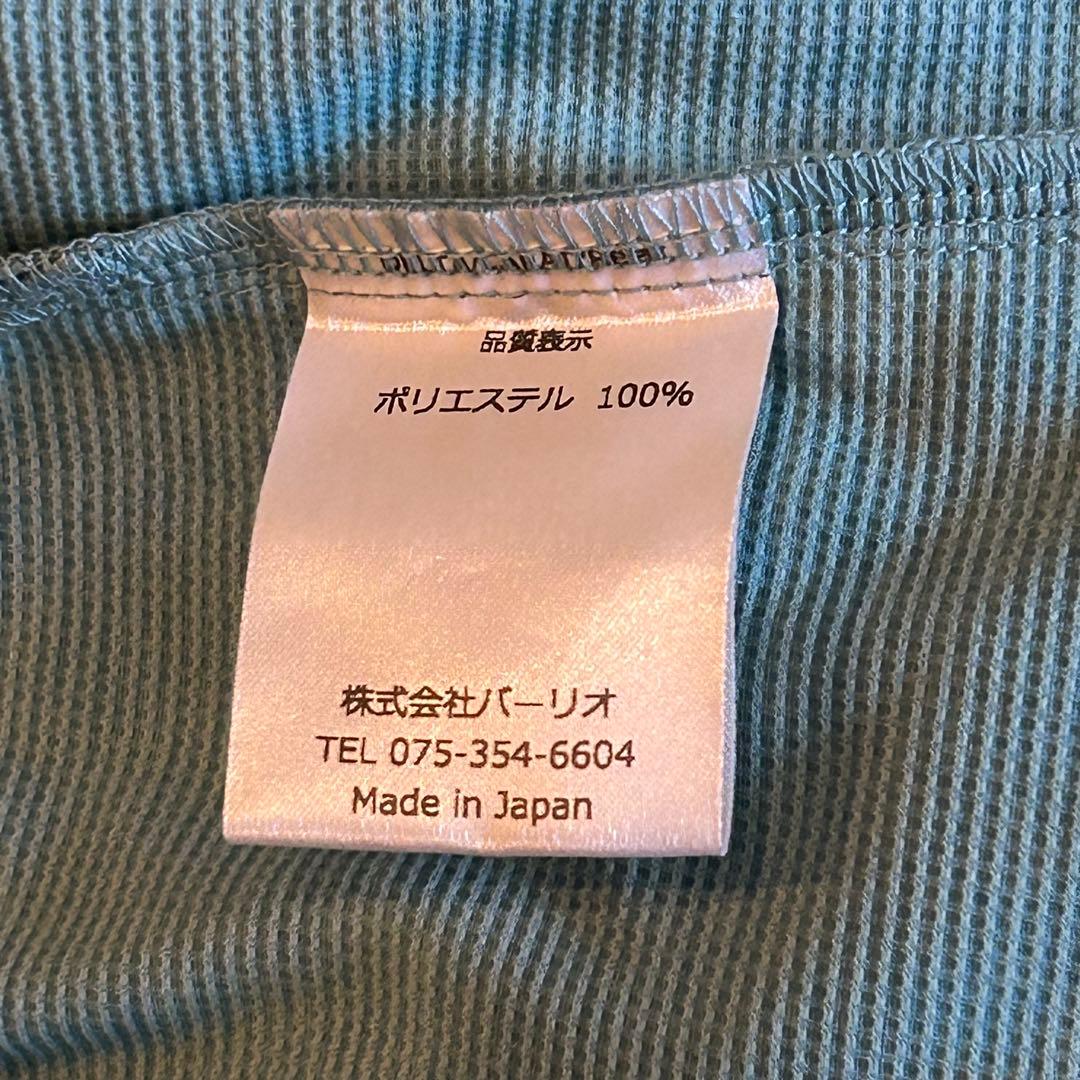 品質表示
ポリエステル 100%
株式会社バーリオ
TEL 075-354-6604
Made in Japan